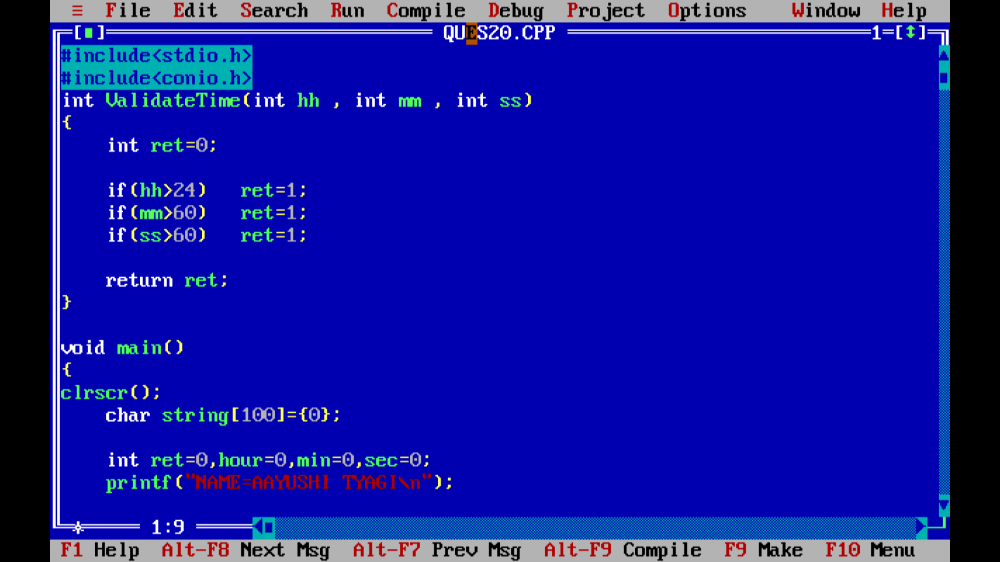 ≡ File Edit Search Run Compile Debug Project Options Window Help
[■] QUES20.CPP 1=[↕]
#include<stdio.h>
#include<conio.h>
int ValidateTime(int hh , int mm , int ss)
{
int ret=0;
if(hh>24) ret=1;
if(mm>60) ret=1;
if(ss>60) ret=1;
return ret;
}
void main()
{
clrscr();
char string[100]={0};
int ret=0,hour=0,min=0,sec=0;
printf("NAME=AAYUSHI TYAGI\n");
1:9
F1 Help Alt-F8 Next Msg Alt-F7 Prev Msg Alt-F9 Compile F9 Make F10 Menu